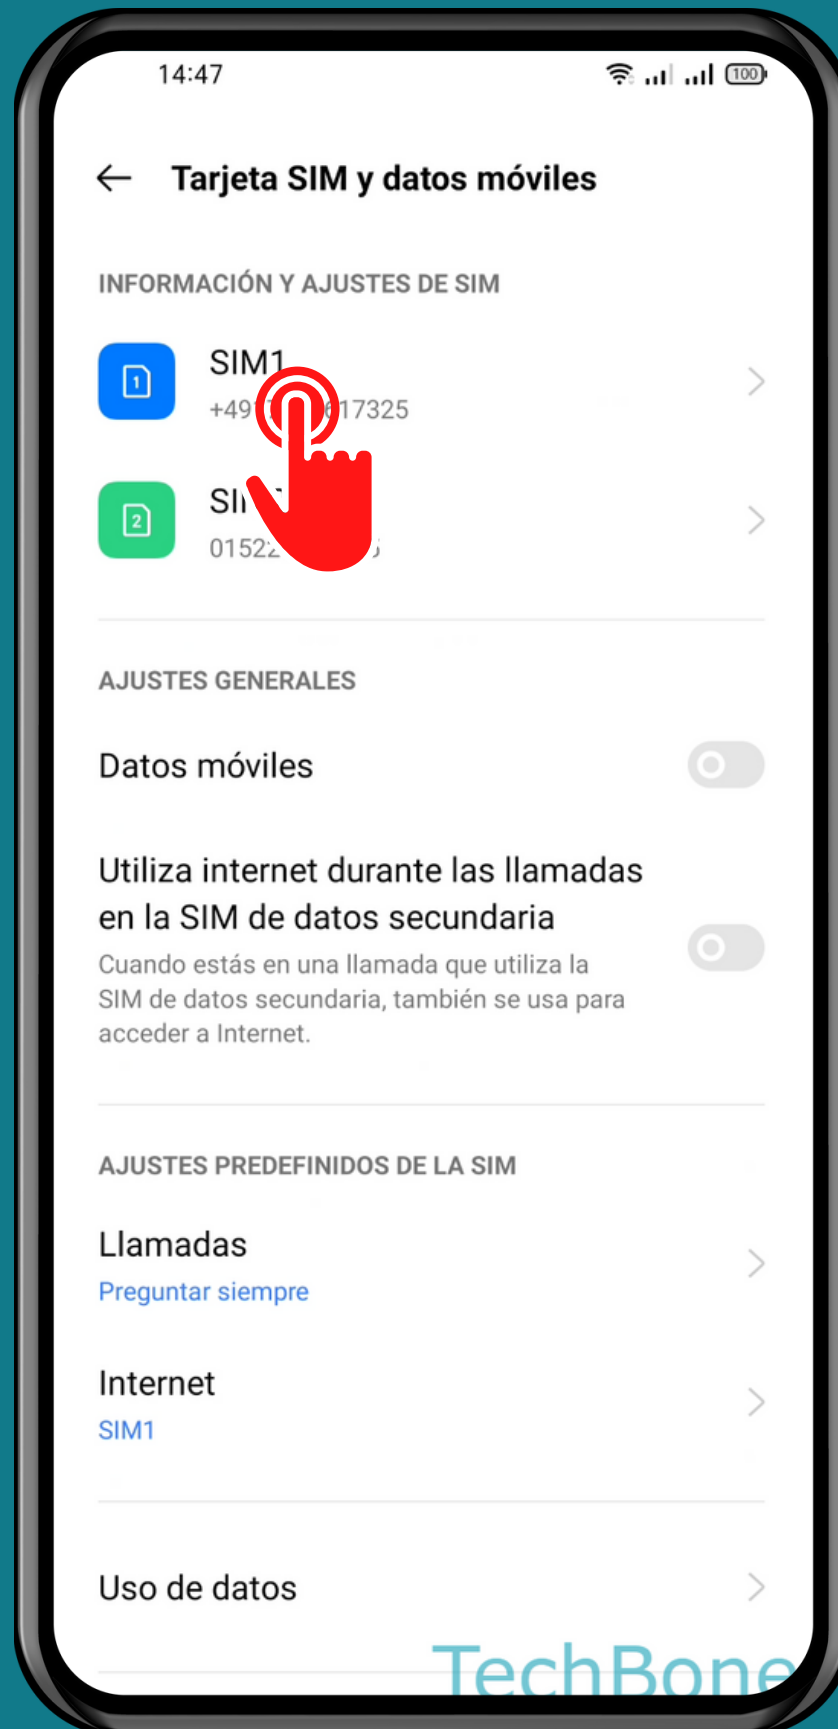 14:47
100
Tarjeta SIM y datos móviles
INFORMACIÓN Y AJUSTES DE SIM
1
SIM1
2
AJUSTES GENERALES
Datos móviles
Utiliza internet durante las llamadas
en la SIM de datos secundaria
Cuando estás en una llamada que utiliza la
SIM de datos secundaria, también se usa para
acceder a Internet.
AJUSTES PREDEFINIDOS DE LA SIM
Llamadas
Preguntar siempre
Internet
SIM1
Uso de datos
TechBone